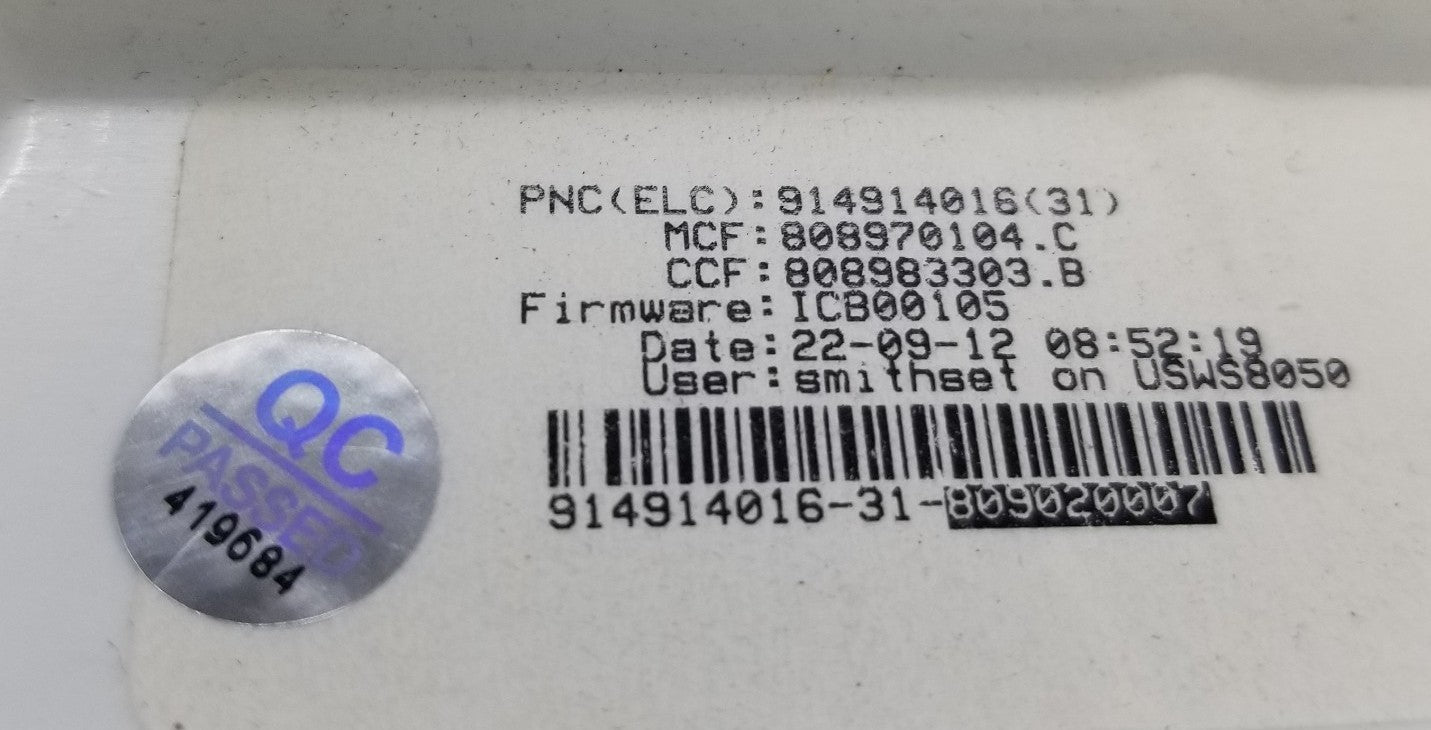 PNC(ELC):914914016(31)
MCF:808970104.C
CCF:808983303.B
Firmware:ICB00105
Date:22-09-12 08:52:19
User:smithset on USWS8050
914914016-31-809020007
QC
PASSED
419684